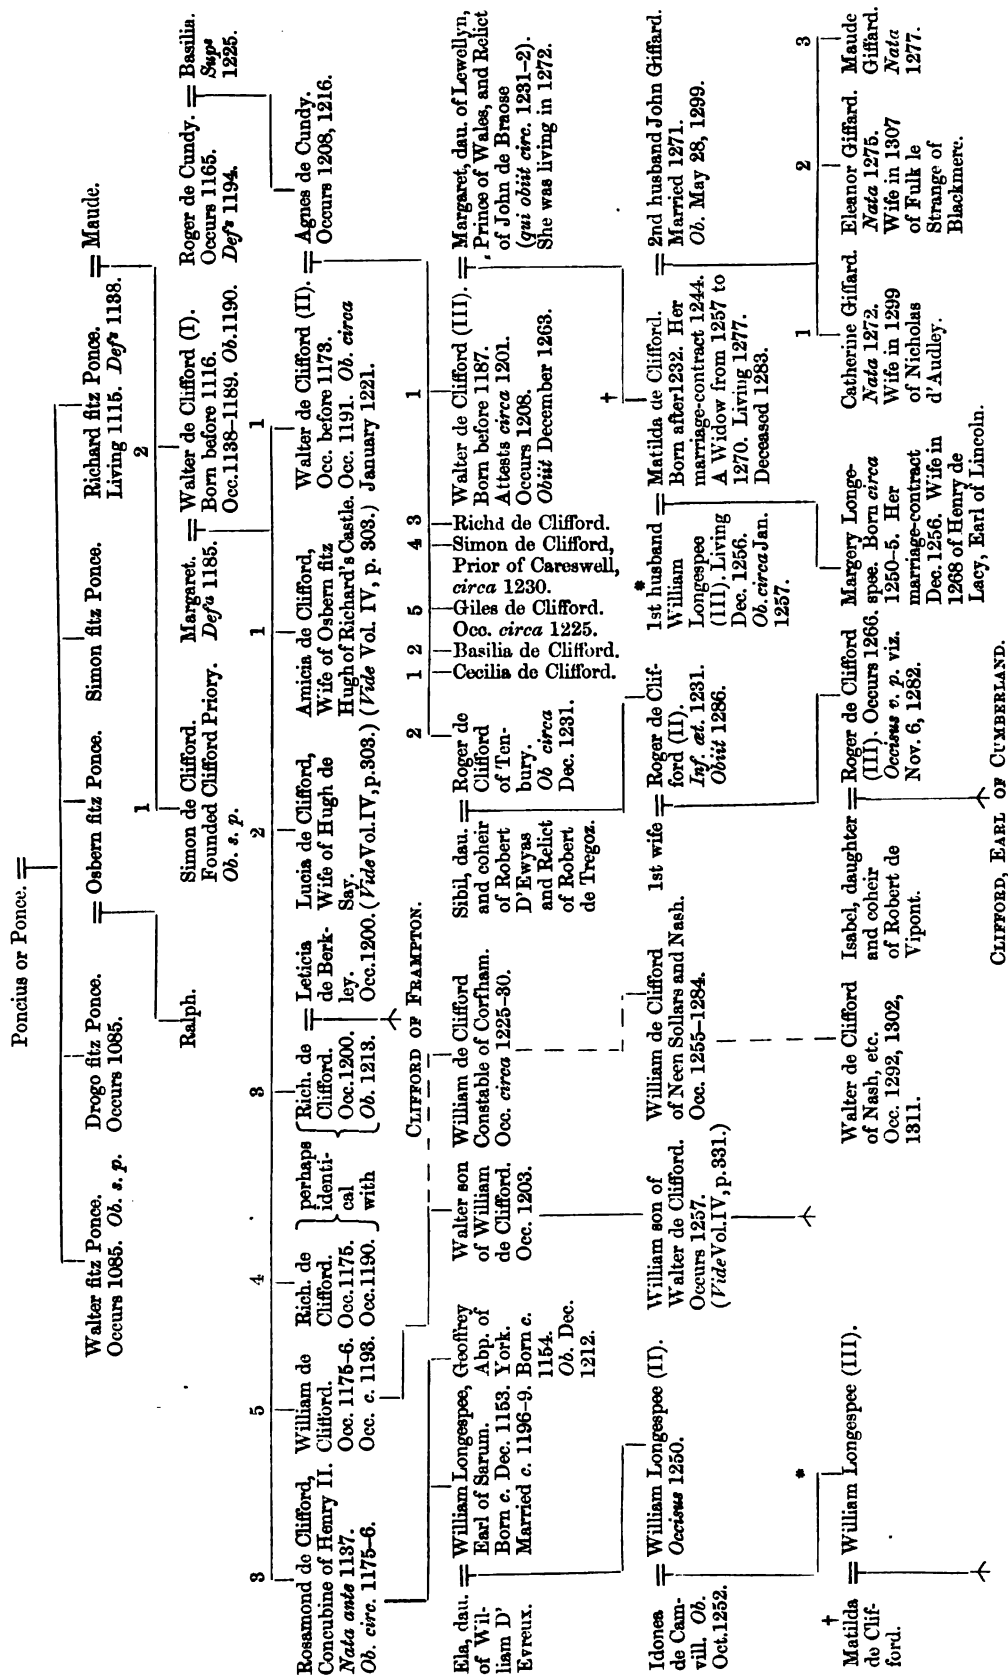 Poncius or Ponce.
Walter fitz Ponce.
Occurs 1085. Ob. s. p.
Drogo fitz Ponce.
Occurs 1085.
Osbern fitz Ponce.
Simon fitz Ponce.
Richard fitz Ponce.
Living 1115. Defs 1138.
Maude.
Ralph.
1
Simon de Clifford.
Founded Clifford Priory.
Ob. s. p.
Margaret.
Defa 1185.
2
Walter de Clifford (I).
Born before 1116.
Occ.1138–1189. Ob.1190.
Roger de Cundy.
Occurs 1165.
Defs 1194.
Basilia.
Sups
1225.
3
Rosamond de Clifford,
Concubine of Henry II.
Nata ante 1137.
Ob. circ. 1175–6.
5
William de
Clifford.
Occ. 1175–6.
Occ. c. 1193.
4
Rich. de
Clifford.
Occ.1175.
Occ.1190.
perhaps
identi-
cal
with
3
Rich. de
Clifford.
Occ.1200.
Ob. 1213.
Leticia
de Berk-
ley.
Occ.1200.
CLIFFORD OF FRAMPTON.
2
Lucia de Clifford,
Wife of Hugh de
Say.
(Vide Vol.IV,p.303.)
1
Amicia de Clifford,
Wife of Osbern fitz
Hugh of Richard's Castle.
(Vide Vol. IV, p. 303.)
1
Walter de Clifford (II).
Occ. before 1173.
Occ. 1191. Ob. circa
January 1221.
Agnes de Cundy.
Occurs 1208, 1216.
Ela, dau.
of Wil-
liam D'
Evreux.
William Longespee,
Earl of Sarum.
Born c. Dec. 1153.
Married c. 1196–9.
Geoffrey
Abp. of
York.
Born c.
1154.
Ob. Dec.
1212.
Walter son
of William
de Clifford.
Occ. 1203.
William de Clifford
Constable of Corfham.
Occ. circa 1225–30.
Sibil, dau.
and coheir
of Robert
D'Ewyas
and Relict
of Robert
de Tregoz.
2
Roger de
Clifford
of Ten-
bury.
Ob circa
Dec. 1231.
1 Cecilia de Clifford.
2 Basilia de Clifford.
5 Giles de Clifford.
Occ. circa 1225.
4 Simon de Clifford,
Prior of Careswell,
circa 1230.
3 Richd de Clifford.
1
Walter de Clifford (III).
Born before 1187.
Attests circa 1201.
Occurs 1208.
Obiit December 1263.
Margaret, dau. of Lewellyn,
Prince of Wales, and Relict
of John de Braose
(qui obiit circ. 1231–2).
She was living in 1272.
Idonea
de Cam-
vill. Ob.
Oct.1252.
William Longespee (II).
Occisus 1250.
William son of
Walter de Clifford.
Occurs 1257.
(Vide Vol.IV,p.331.)
William de Clifford
of Neen Sollars and Nash.
Occ. 1255–1284.
1st wife
Roger de Clif-
ford (II).
Inf. æt. 1231.
Obiit 1286.
*
1st husband
William
Longespee
(III). Living
Dec. 1256.
Ob. circa Jan.
1257.
†
Matilda de Clifford.
Born after1232. Her
marriage-contract 1244.
A Widow from 1257 to
1270. Living 1277.
Deceased 1283.
2nd husband John Giffard.
Married 1271.
Ob. May 28, 1299.
†
Matilda
de Clif-
ford.
*
William Longespee (III).
Walter de Clifford
of Nash, etc.
Occ. 1292, 1302,
1311.
Isabel, daughter
and coheir
of Robert de
Vipont.
Roger de Clifford
(III). Occurs 1266.
Occisus v. p. viz.
Nov. 6, 1282.
CLIFFORD, EARL OF CUMBERLAND.
Margery Longe-
spee. Born circa
1250–5. Her
marriage-contract
Dec. 1256. Wife in
1268 of Henry de
Lacy, Earl of Lincoln.
1
Catherine Giffard.
Nata 1272.
Wife in 1299
of Nicholas
d'Audley.
2
Eleanor Giffard.
Nata 1275.
Wife in 1307
of Fulk le
Strange of
Blackmere.
3
Maude
Giffard.
Nata
1277.